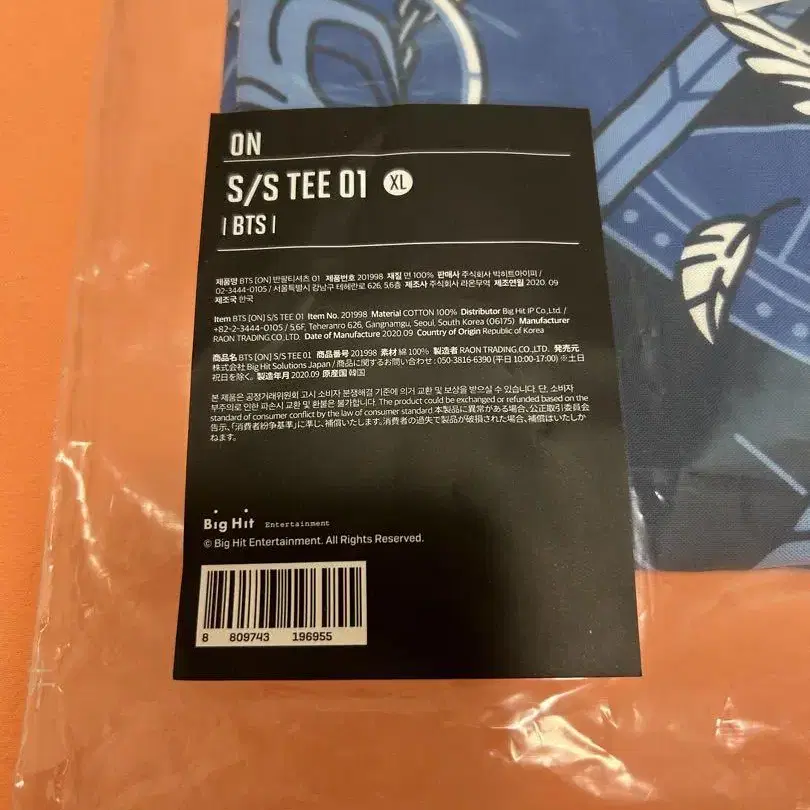 ON
S/S TEE 01 XL
| BTS |
제품명 BTS [ON] 반팔티셔츠 01 제품번호 201998 재질 면 100% 판매사 주식회사 빅히트아이피 /
02-3444-0105 / 서울특별시 강남구 테헤란로 626, 5,6층 제조사 주식회사 라온무역 제조연월 2020. 09
제조국 한국
Item BTS [ON] S/S TEE 01 Item No. 201998 Material COTTON 100% Distributor Big Hit IP Co.,Ltd. /
+82-2-3444-0105 / 5,6F, Teheranro 626, Gangnamgu, Seoul, South Korea (06175) Manufacturer
RAON TRADING CO.,LTD. Date of Manufacture 2020.09 Country of Origin Republic of Korea
商品名 BTS [ON] S/S TEE 01 商品番号 201998 素材 綿 100% 製造者 RAON TRADING CO.,LTD. 発売元
株式会社 Big Hit Solutions Japan / 商品に関するお問い合わせ : 050-3816-6390 (平日 10:00-17:00) ※土日
祝日を除く。 製造年月 2020.09 原産国 韓国
본 제품은 공정거래위원회 고시 소비자 분쟁해결 기준에 의거 교환 및 보상을 받으실 수 있습니다. 단, 소비자
부주의로 인한 파손시 교환 및 환불은 불가합니다. The product could be exchanged or refunded based on the
standard of consumer conflict by the law of consumer standard 本製品に異常がある場合、公正取引委員会
告示、「消費者紛争基準」に準じ、補償いたします。消費者の過失で製品が破損された場合、補償はいたしか
ねます。
Big Hit Entertainment
© Big Hit Entertainment. All Rights Reserved.
8 809743 196955